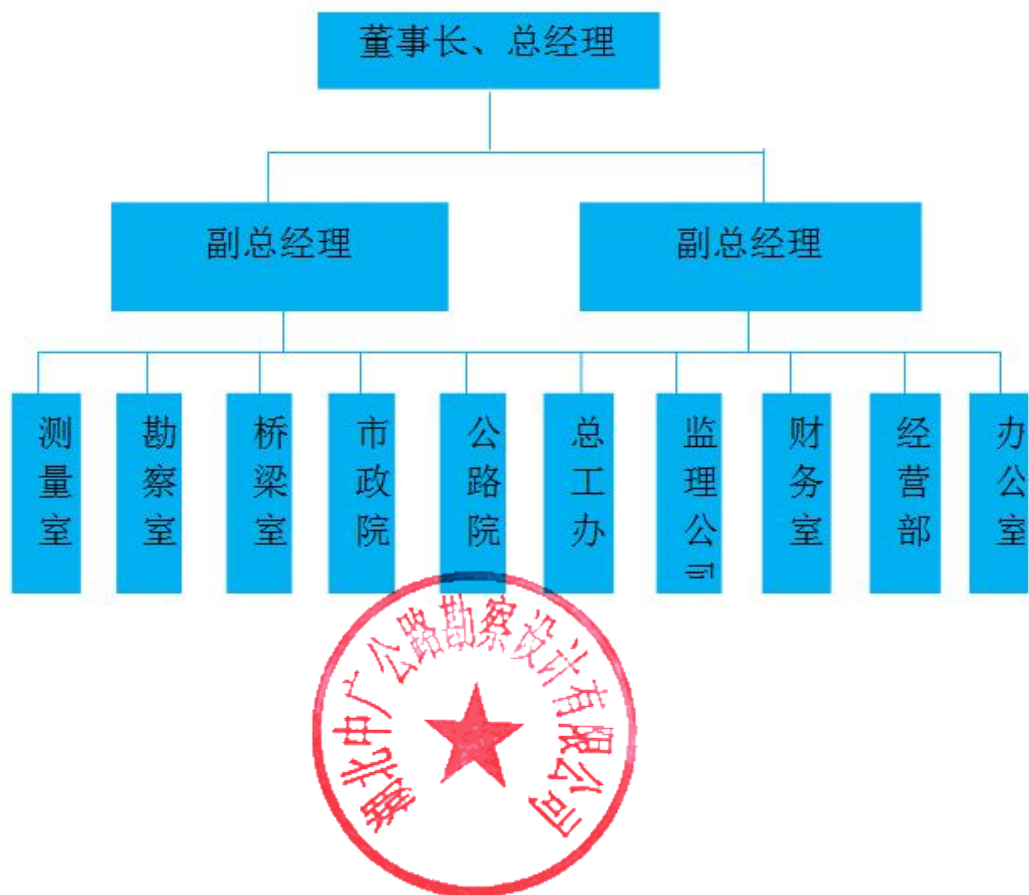 董事长、总经理
副总经理
副总经理
测量室
勘察室
桥梁室
市政院
公路院
总工办
监理公司
财务室
经营部
办公室
湖北中广公路勘察设计有限公司